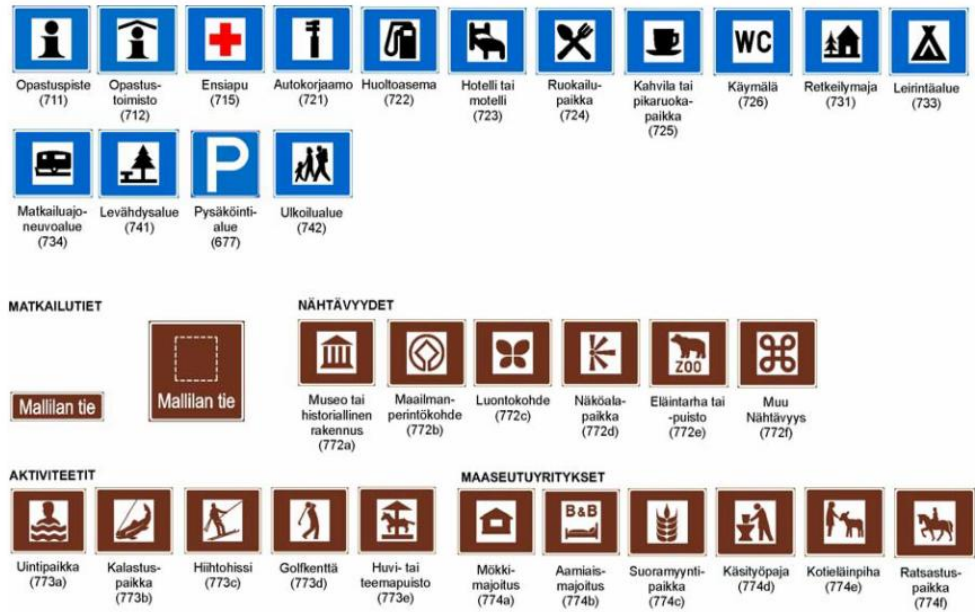 WC
Opastuspiste
(711)
Opastus-
toimisto
(712)
Ensiapu
(715)
Autokorjaamo
(721)
Huoltoasema
(722)
Hotelli tai
motelli
(723)
Ruokailu-
paikka
(724)
Kahvila tai
pikaruoka-
paikka
(725)
Käymälä
(726)
Retkeilymaja
(731)
Leirintäalue
(733)
P
Matkailuajo-
neuvoalue
(734)
Levähdysalue
(741)
Pysäköinti-
alue
(677)
Ulkoilualue
(742)
MATKAILUTIET
Mallilan tie
Mallilan tie
NÄHTÄVYYDET
ZOO
Museo tai
historiallinen
rakennus
(772a)
Maailman-
perintökohde
(772b)
Luontokohde
(772c)
Näköala-
paikka
(772d)
Eläintarha tai
-puisto
(772e)
Muu
Nähtävyys
(772f)
AKTIVITEETIT
Uintipaikka
(773a)
Kalastus-
paikka
(773b)
Hiihtohissi
(773c)
Golfkenttä
(773d)
Huvi- tai
teemapuisto
(773e)
MAASEUTUYRITYKSET
B&B
Mökki-
majoitus
(774a)
Aamiais-
majoitus
(774b)
Suoramyynti-
paikka
(774c)
Käsityöpaja
(774d)
Kotieläinpiha
(774e)
Ratsastus-
paikka
(774f)